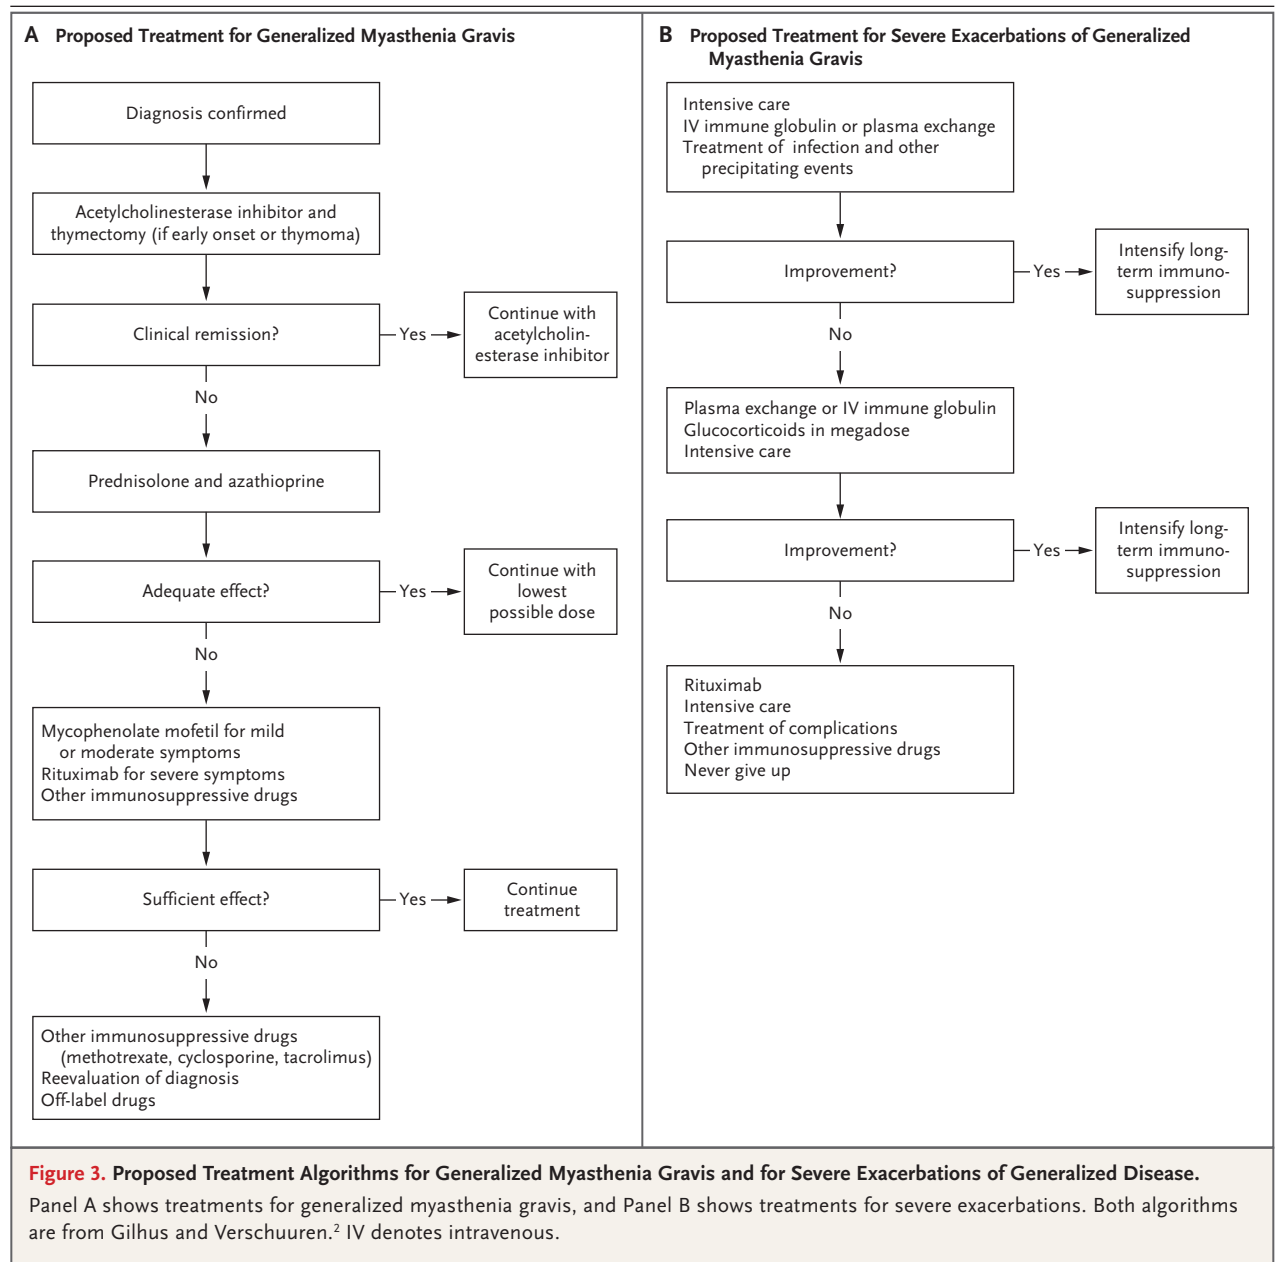 A Proposed Treatment for Generalized Myasthenia Gravis
Diagnosis confirmed
Acetylcholinesterase inhibitor and
thymectomy (if early onset or thymoma)
Clinical remission?
Yes
Continue with
acetylcholin-
esterase inhibitor
No
Prednisolone and azathioprine
Adequate effect?
Yes
Continue with
lowest
possible dose
No
Mycophenolate mofetil for mild
or moderate symptoms
Rituximab for severe symptoms
Other immunosuppressive drugs
Sufficient effect?
Yes
Continue
treatment
No
Other immunosuppressive drugs
(methotrexate, cyclosporine, tacrolimus)
Reevaluation of diagnosis
Off-label drugs
B Proposed Treatment for Severe Exacerbations of Generalized
Myasthenia Gravis
Intensive care
IV immune globulin or plasma exchange
Treatment of infection and other
precipitating events
Improvement?
Yes
Intensify long-
term immuno-
suppression
No
Plasma exchange or IV immune globulin
Glucocorticoids in megadose
Intensive care
Improvement?
Yes
Intensify long-
term immuno-
suppression
No
Rituximab
Intensive care
Treatment of complications
Other immunosuppressive drugs
Never give up
Figure 3. Proposed Treatment Algorithms for Generalized Myasthenia Gravis and for Severe Exacerbations of Generalized Disease.
Panel A shows treatments for generalized myasthenia gravis, and Panel B shows treatments for severe exacerbations. Both algorithms
are from Gilhus and Verschuuren.² IV denotes intravenous.